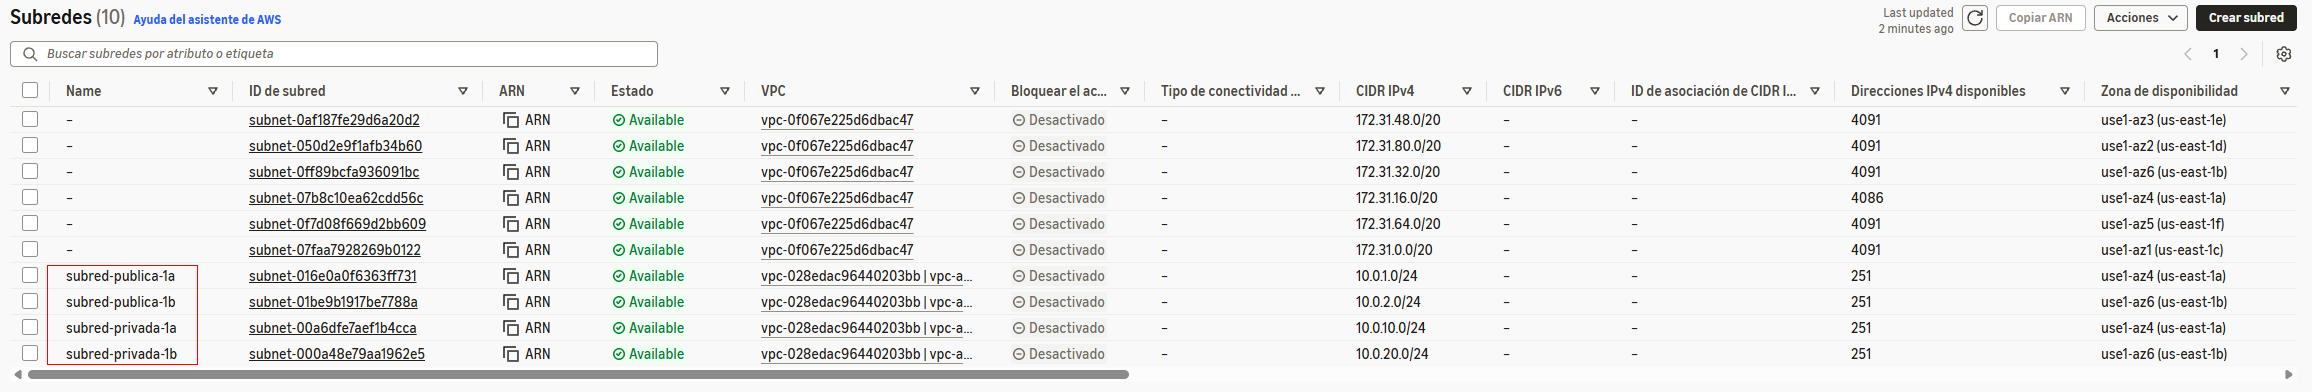 Subredes (10) Ayuda del asistente de AWS
Last updated
2 minutes ago
Copiar ARN Acciones Crear subred
Buscar subredes por atributo o etiqueta
1
Name ID de subred ARN Estado VPC Bloquear el ac... Tipo de conectividad ... CIDR IPv4 CIDR IPv6 ID de asociación de CIDR I... Direcciones IPv4 disponibles Zona de disponibilidad
– subnet-0af187fe29d6a20d2 ARN Available vpc-0f067e225d6dbac47 Desactivado – 172.31.48.0/20 – – 4091 use1-az3 (us-east-1e)
– subnet-050d2e9f1afb34b60 ARN Available vpc-0f067e225d6dbac47 Desactivado – 172.31.80.0/20 – – 4091 use1-az2 (us-east-1d)
– subnet-0ff89bcfa936091bc ARN Available vpc-0f067e225d6dbac47 Desactivado – 172.31.32.0/20 – – 4091 use1-az6 (us-east-1b)
– subnet-07b8c10ea62cdd56c ARN Available vpc-0f067e225d6dbac47 Desactivado – 172.31.16.0/20 – – 4086 use1-az4 (us-east-1a)
– subnet-0f7d08f669d2bb609 ARN Available vpc-0f067e225d6dbac47 Desactivado – 172.31.64.0/20 – – 4091 use1-az5 (us-east-1f)
– subnet-07faa7928269b0122 ARN Available vpc-0f067e225d6dbac47 Desactivado – 172.31.0.0/20 – – 4091 use1-az1 (us-east-1c)
subred-publica-1a subnet-016e0a0f6363ff731 ARN Available vpc-028edac96440203bb | vpc-a... Desactivado – 10.0.1.0/24 – – 251 use1-az4 (us-east-1a)
subred-publica-1b subnet-01be9b1917be7788a ARN Available vpc-028edac96440203bb | vpc-a... Desactivado – 10.0.2.0/24 – – 251 use1-az6 (us-east-1b)
subred-privada-1a subnet-00a6dfe7aef1b4cca ARN Available vpc-028edac96440203bb | vpc-a... Desactivado – 10.0.10.0/24 – – 251 use1-az4 (us-east-1a)
subred-privada-1b subnet-000a48e79aa1962e5 ARN Available vpc-028edac96440203bb | vpc-a... Desactivado – 10.0.20.0/24 – – 251 use1-az6 (us-east-1b)